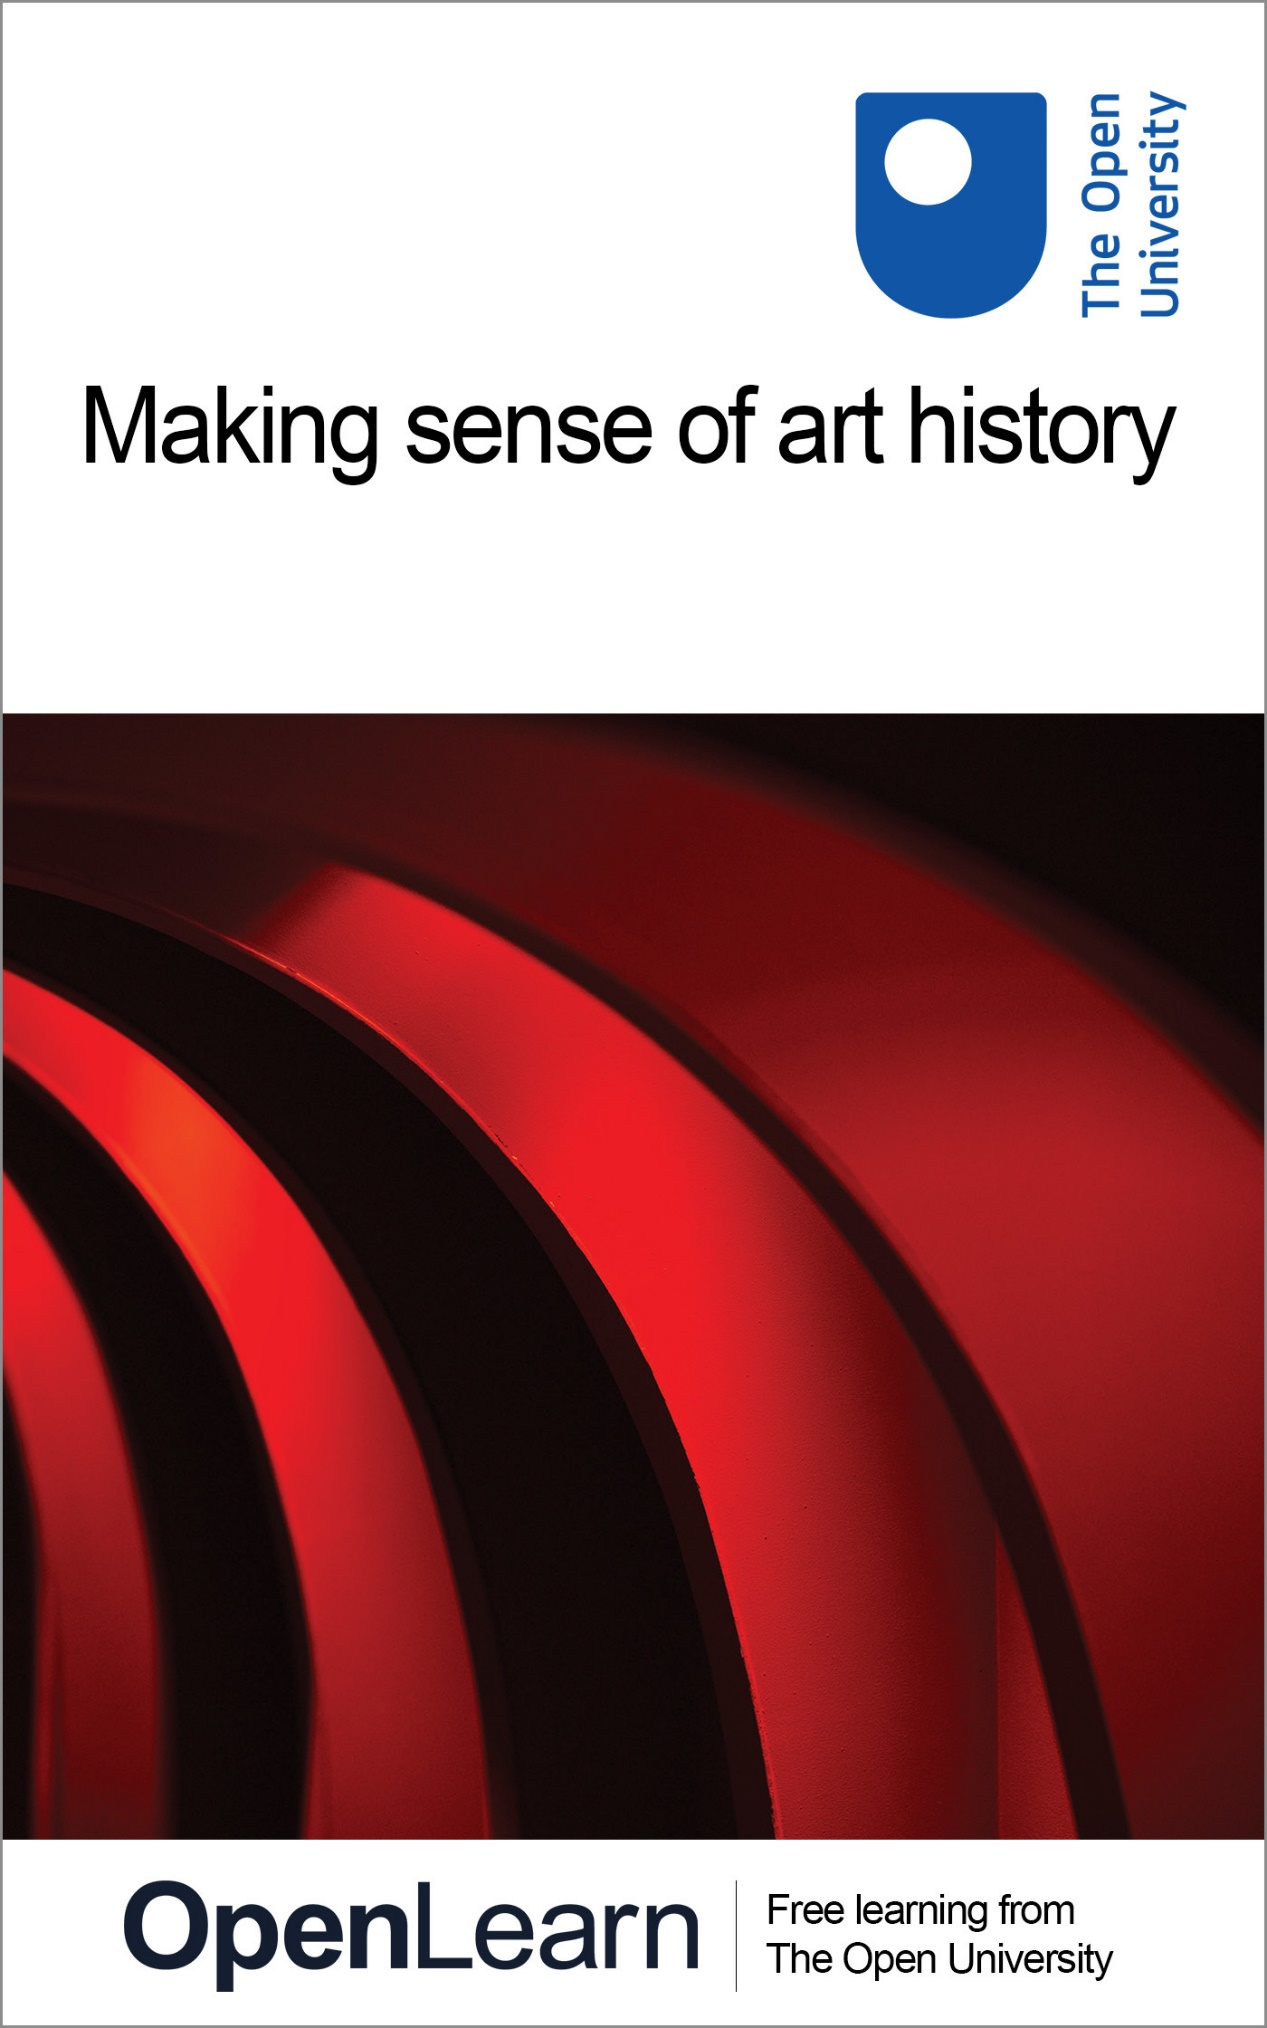 The Open
University
Making sense of art history
OpenLearn
Free learning from
The Open University